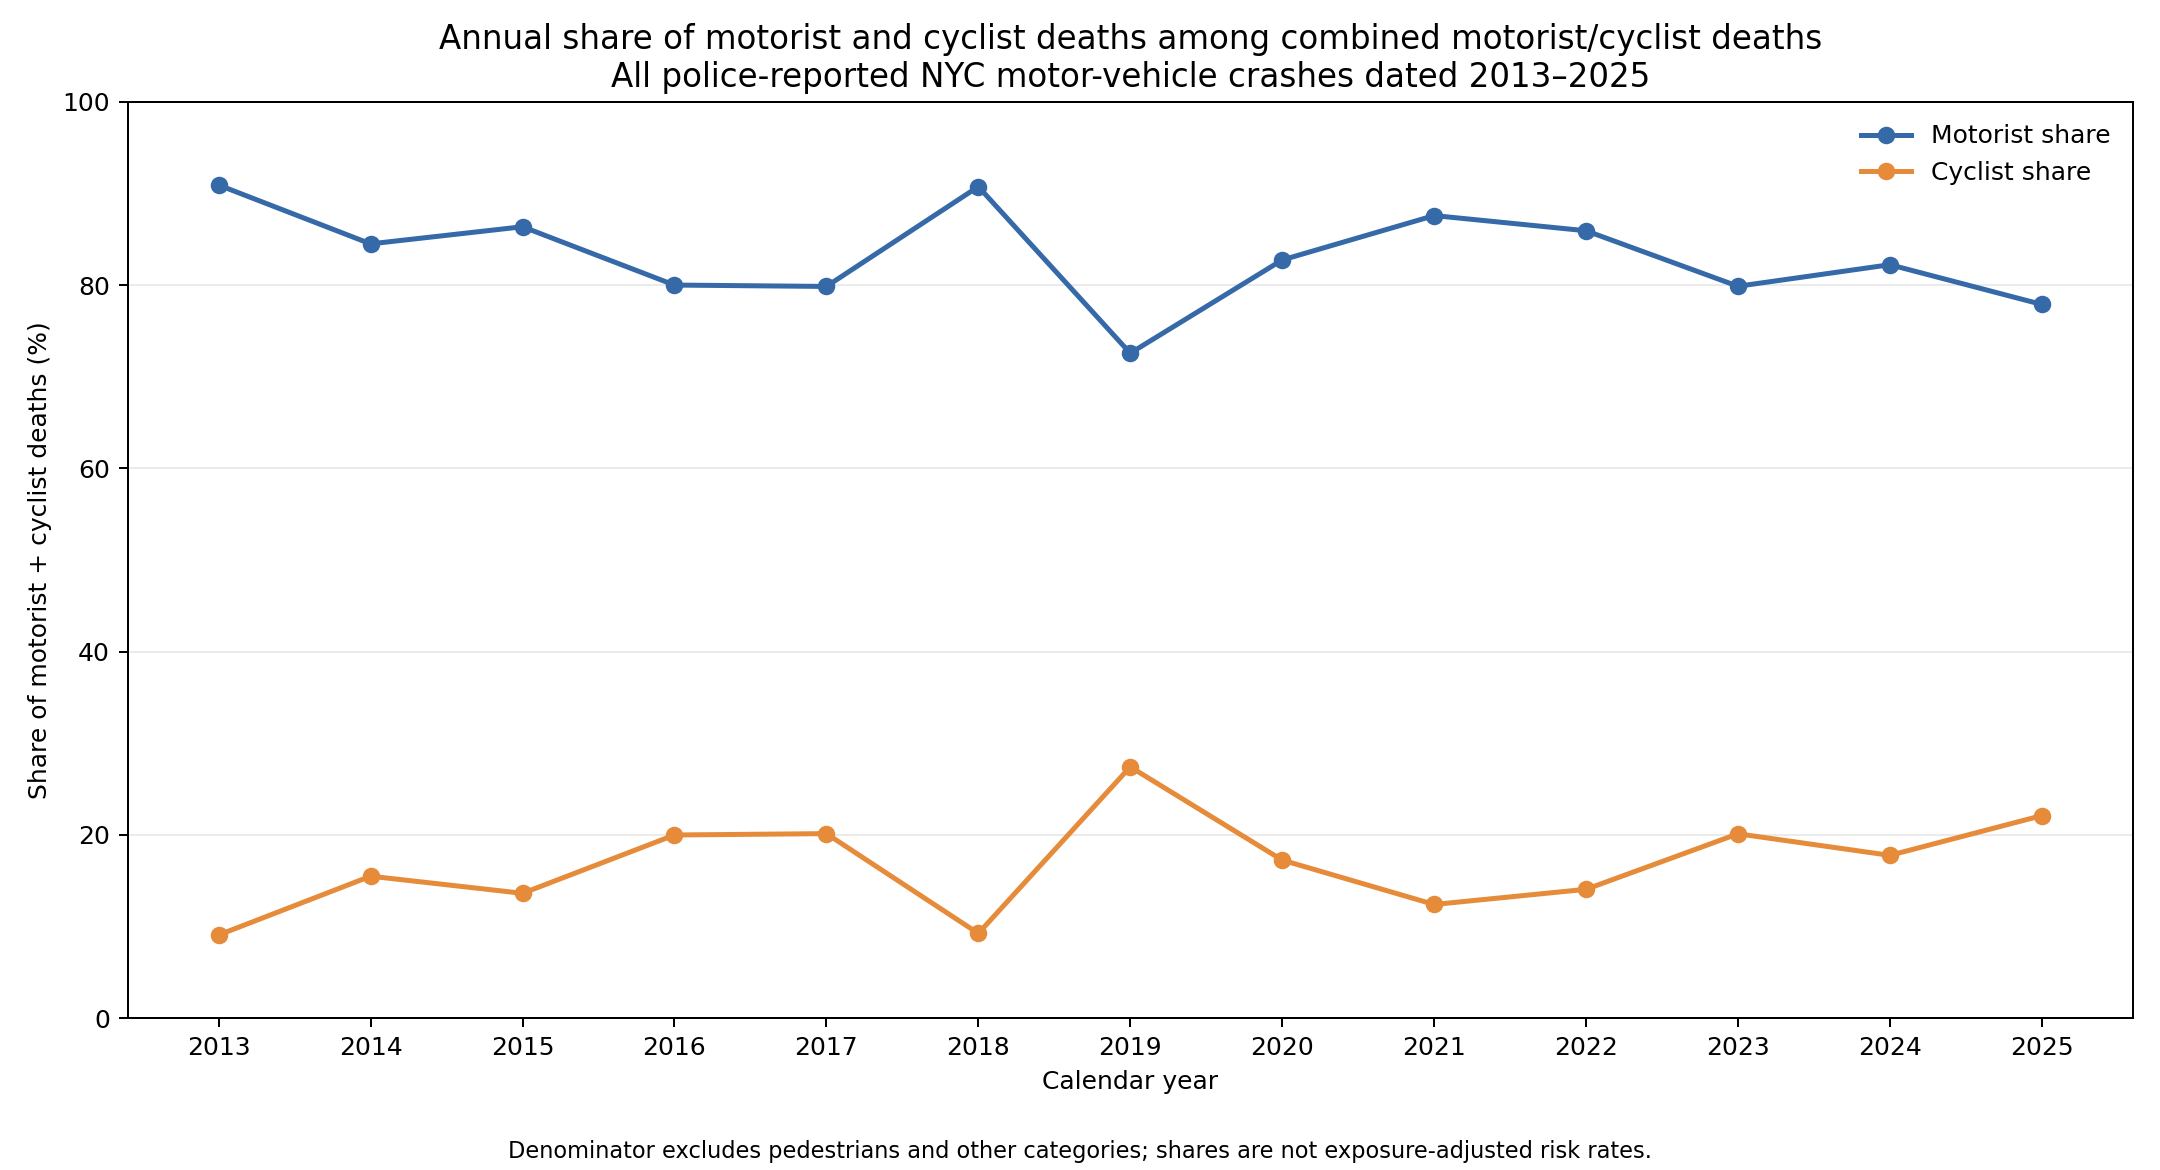 Annual share of motorist and cyclist deaths among combined motorist/cyclist deaths
All police-reported NYC motor-vehicle crashes dated 2013–2025
Motorist share
Cyclist share
Share of motorist + cyclist deaths (%)
100
80
60
40
20
0
2013 2014 2015 2016 2017 2018 2019 2020 2021 2022 2023 2024 2025
Calendar year
Denominator excludes pedestrians and other categories; shares are not exposure-adjusted risk rates.